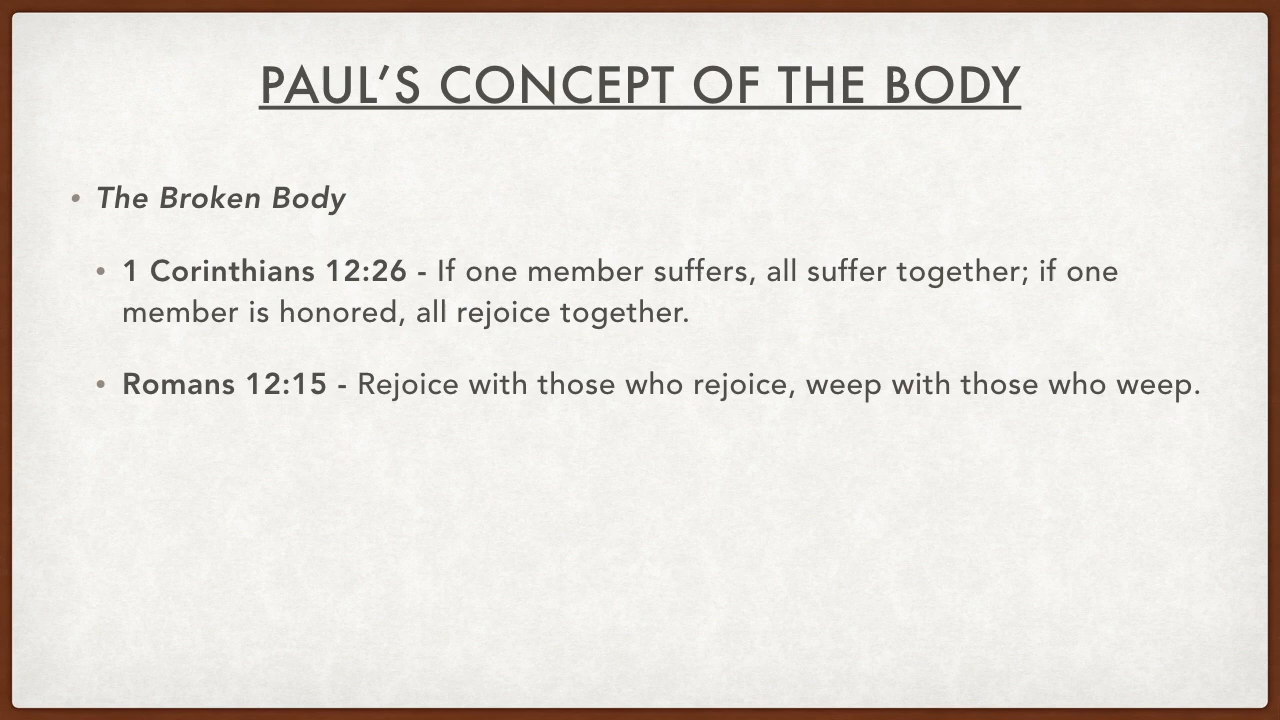 PAUL’S CONCEPT OF THE BODY
• The Broken Body
• 1 Corinthians 12:26 - If one member suffers, all suffer together; if one
member is honored, all rejoice together.
• Romans 12:15 - Rejoice with those who rejoice, weep with those who weep.